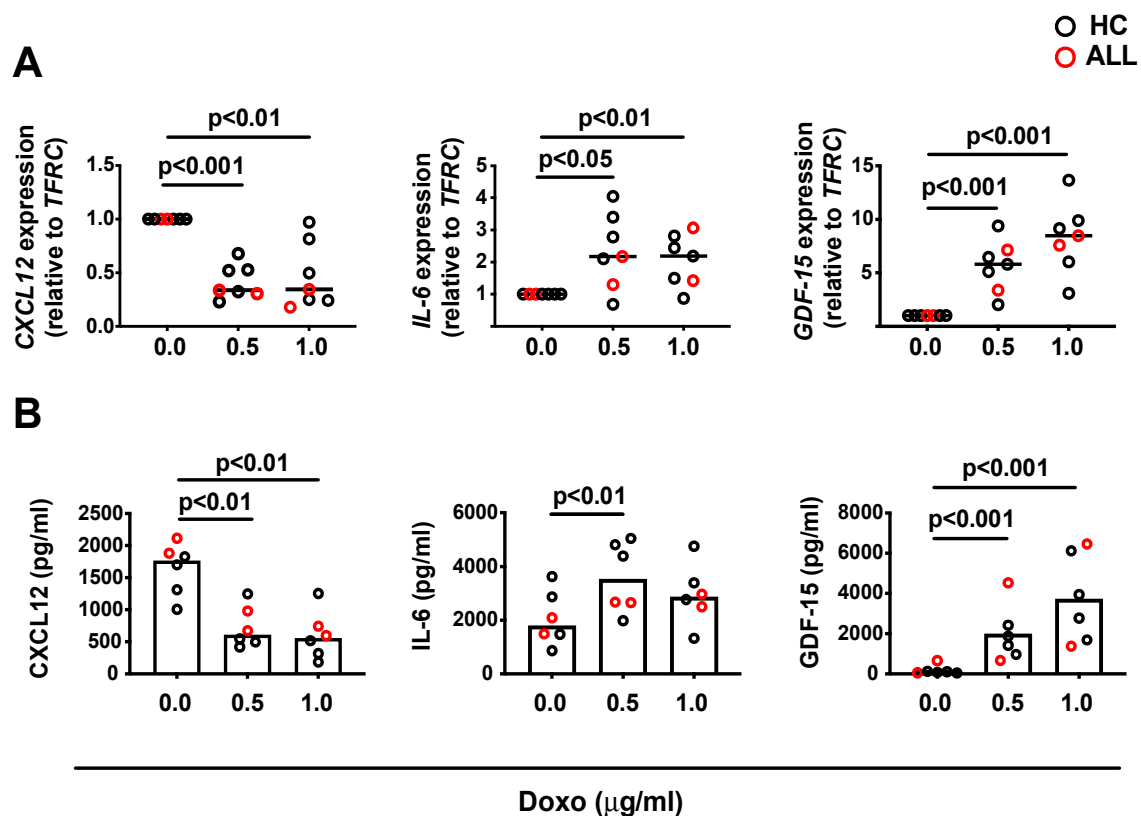 HC
ALL
A
CXCL12 expression
(relative to TFRC)
p<0.01
p<0.001
1.5
1.0
0.5
0.0
0.0 0.5 1.0
IL-6 expression
(relative to TFRC)
p<0.01
p<0.05
5
4
3
2
1
0.0 0.5 1.0
GDF-15 expression
(relative to TFRC)
p<0.001
p<0.001
15
10
5
0.0 0.5 1.0
B
CXCL12 (pg/ml)
p<0.01
p<0.01
2500
2000
1500
1000
500
0
0.0 0.5 1.0
IL-6 (pg/ml)
p<0.01
6000
4000
2000
0
0.0 0.5 1.0
GDF-15 (pg/ml)
p<0.001
p<0.001
8000
6000
4000
2000
0
0.0 0.5 1.0
Doxo (μg/ml)